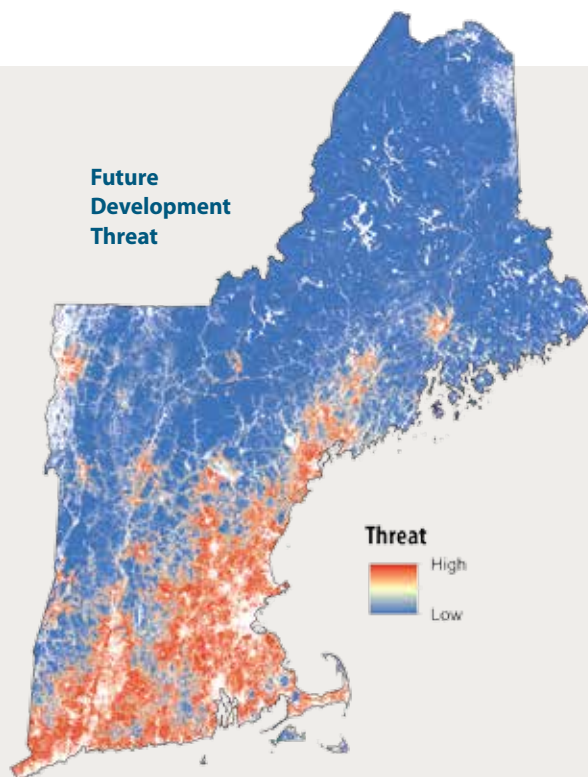 Future
Development
Threat
Threat
High
Low